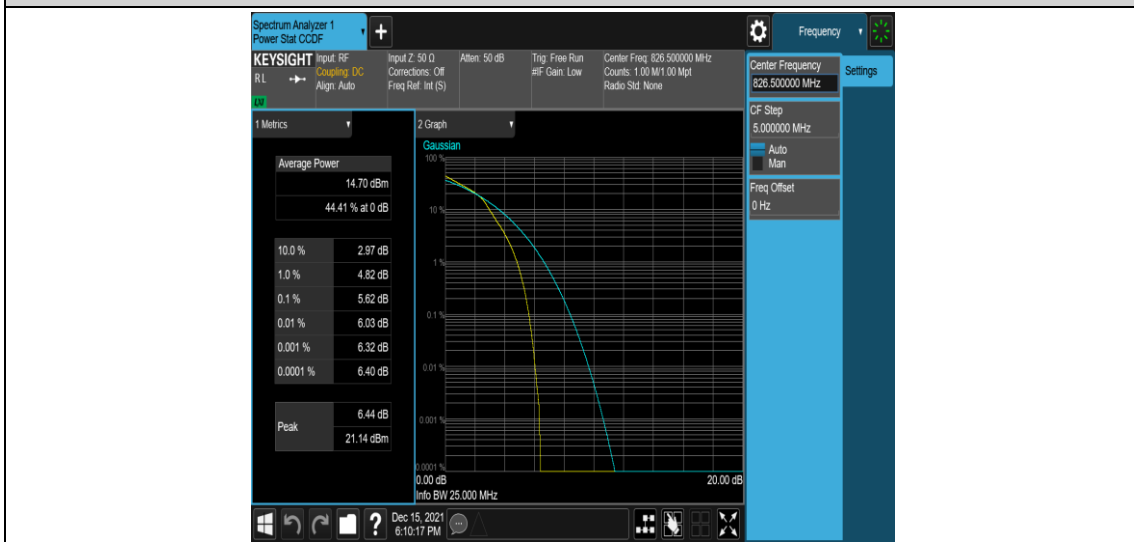 Spectrum Analyzer 1
Power Stat CCDF
+
Frequency
KEYSIGHT
RL
Input: RF
Coupling: DC
Align: Auto
Input Z: 50 Ω
Corrections: Off
Freq Ref: Int (S)
Atten: 50 dB
Trig: Free Run
#IF Gain: Low
Center Freq: 826.500000 MHz
Counts: 1.00 M/1.00 Mpt
Radio Std: None
Center Frequency
826.500000 MHz
Settings
CF Step
5.000000 MHz
Auto
Man
Freq Offset
0 Hz
1 Metrics
Average Power
14.70 dBm
44.41 % at 0 dB
10.0 % 2.97 dB
1.0 % 4.82 dB
0.1 % 5.62 dB
0.01 % 6.03 dB
0.001 % 6.32 dB
0.0001 % 6.40 dB
Peak
6.44 dB
21.14 dBm
2 Graph
Gaussian
100 %
10 %
1 %
0.1 %
0.01 %
0.001 %
0.0001 %
0.00 dB 20.00 dB
Info BW 25.000 MHz
?
Dec 15, 2021
6:10:17 PM